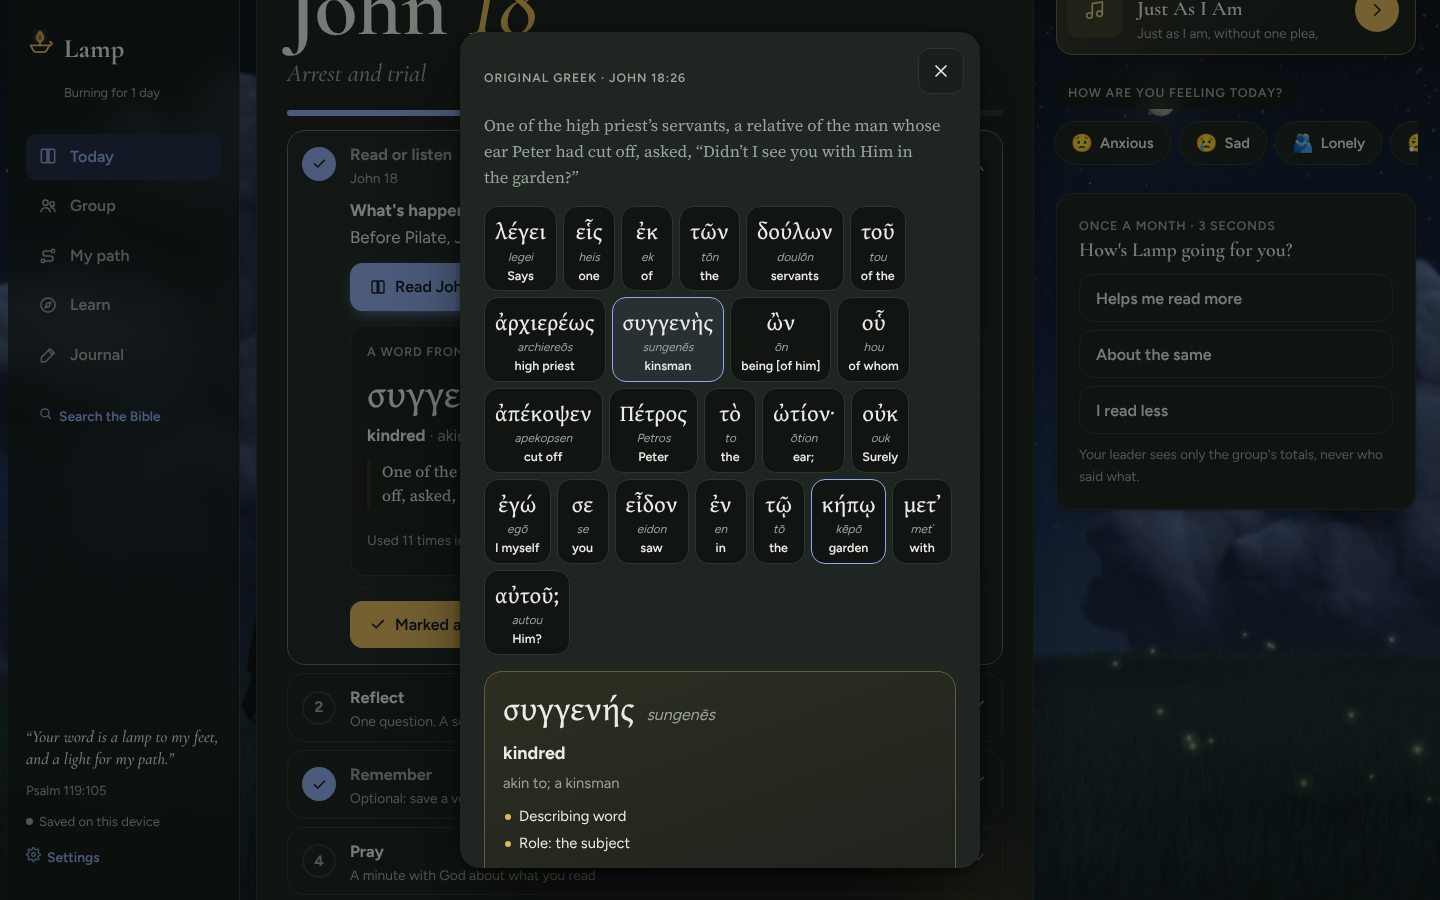 Lamp
Burning for 1 day
Today
Group
My path
Learn
Journal
Search the Bible
“Your word is a lamp to my feet,
and a light for my path.”
Psalm 119:105
Saved on this device
Settings
John 18
Arrest and trial
Read or listen
John 18
What's happe
Before Pilate, J
Read Joh
A WORD FROM
συγγε
kindred · akin
One of the
off, asked,
Used 11 times i
Marked a
2
Reflect
One question. A s
Remember
Optional: save a v
4
Pray
A minute with God about what you read
ORIGINAL GREEK · JOHN 18:26
One of the high priest’s servants, a relative of the man whose
ear Peter had cut off, asked, “Didn’t I see you with Him in
the garden?”
λέγει εἷς ἐκ τῶν δούλων τοῦ
legei heis ek tōn doulōn tou
Says one of the servants of the
ἀρχιερέως συγγενὴς ὢν οὗ
archiereōs sungenēs ōn hou
high priest kinsman being [of him] of whom
ἀπέκοψεν Πέτρος τὸ ὠτίον· οὐκ
apekopsen Petros to ōtion ouk
cut off Peter the ear; Surely
ἐγώ σε εἶδον ἐν τῷ κήπῳ μετ’
egō se eidon en tō kēpō met’
I myself you saw in the garden with
αὐτοῦ;
autou
Him?
συγγενής sungenēs
kindred
akin to; a kinsman
Describing word
Role: the subject
Just As I Am
Just as I am, without one plea,
HOW ARE YOU FEELING TODAY?
Anxious Sad Lonely
ONCE A MONTH · 3 SECONDS
How's Lamp going for you?
Helps me read more
About the same
I read less
Your leader sees only the group's totals, never who
said what.